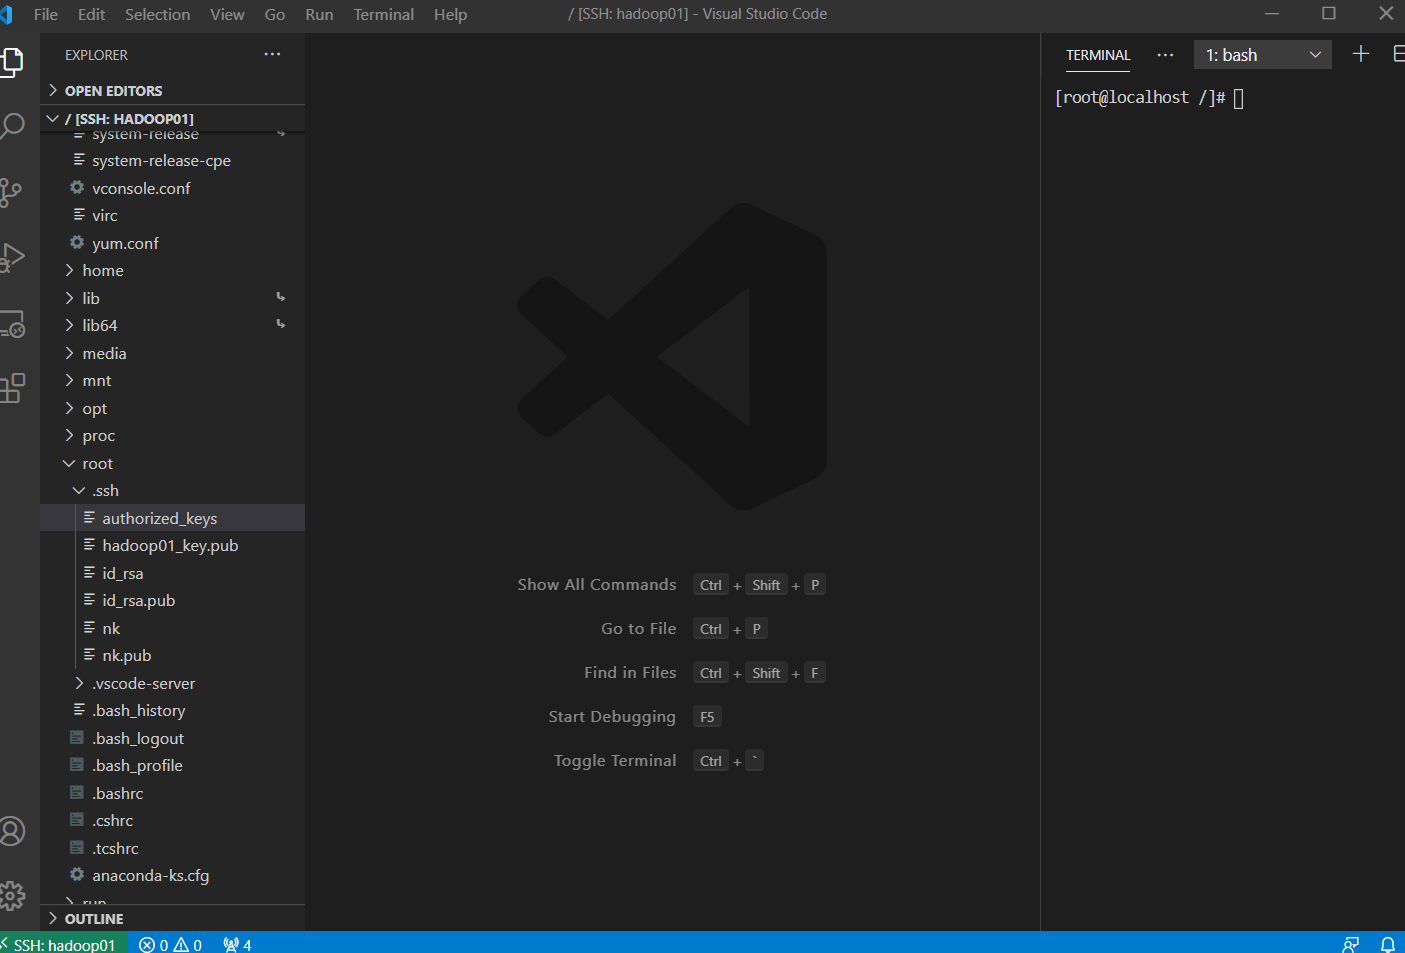 File Edit Selection View Go Run Terminal Help / [SSH: hadoop01] - Visual Studio Code
EXPLORER ···
OPEN EDITORS
/ [SSH: HADOOP01]
system-release
system-release-cpe
vconsole.conf
virc
yum.conf
home
lib
lib64
media
mnt
opt
proc
root
.ssh
authorized_keys
hadoop01_key.pub
id_rsa
id_rsa.pub
nk
nk.pub
.vscode-server
.bash_history
.bash_logout
.bash_profile
.bashrc
.cshrc
.tcshrc
anaconda-ks.cfg
run
OUTLINE
Show All Commands Ctrl + Shift + P
Go to File Ctrl + P
Find in Files Ctrl + Shift + F
Start Debugging F5
Toggle Terminal Ctrl + `
TERMINAL ··· 1: bash
[root@localhost /]#
SSH: hadoop01 0 0 4